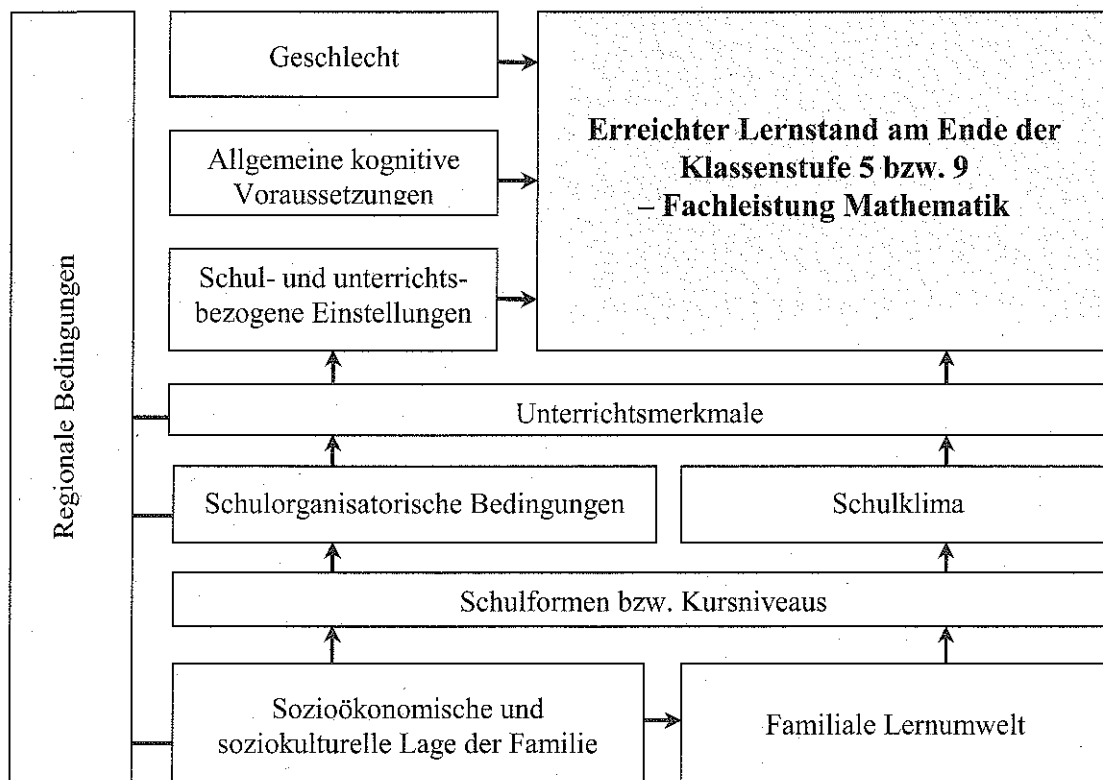 Regionale Bedingungen
Geschlecht
Erreichter Lernstand am Ende der
Klassenstufe 5 bzw. 9
– Fachleistung Mathematik
Allgemeine kognitive
Voraussetzungen
Schul- und unterrichts-
bezogene Einstellungen
Unterrichtsmerkmale
Schulorganisatorische Bedingungen
Schulklima
Schulformen bzw. Kursniveaus
Sozioökonomische und
soziokulturelle Lage der Familie
Familiale Lernumwelt